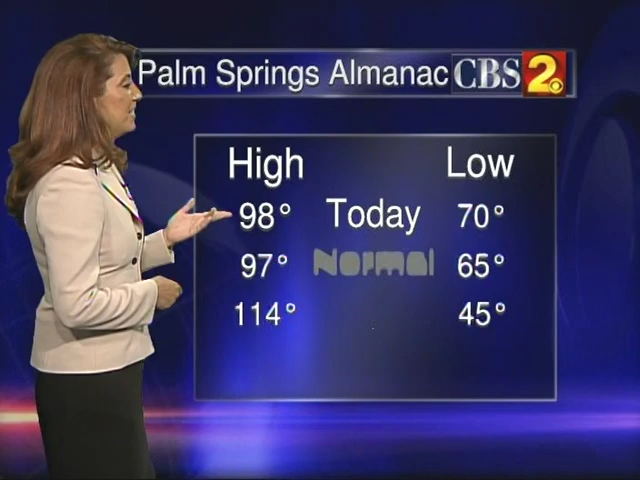 Palm Springs Almanac CBS 2
High Low
98° Today 70°
97° Normal 65°
114° 45°